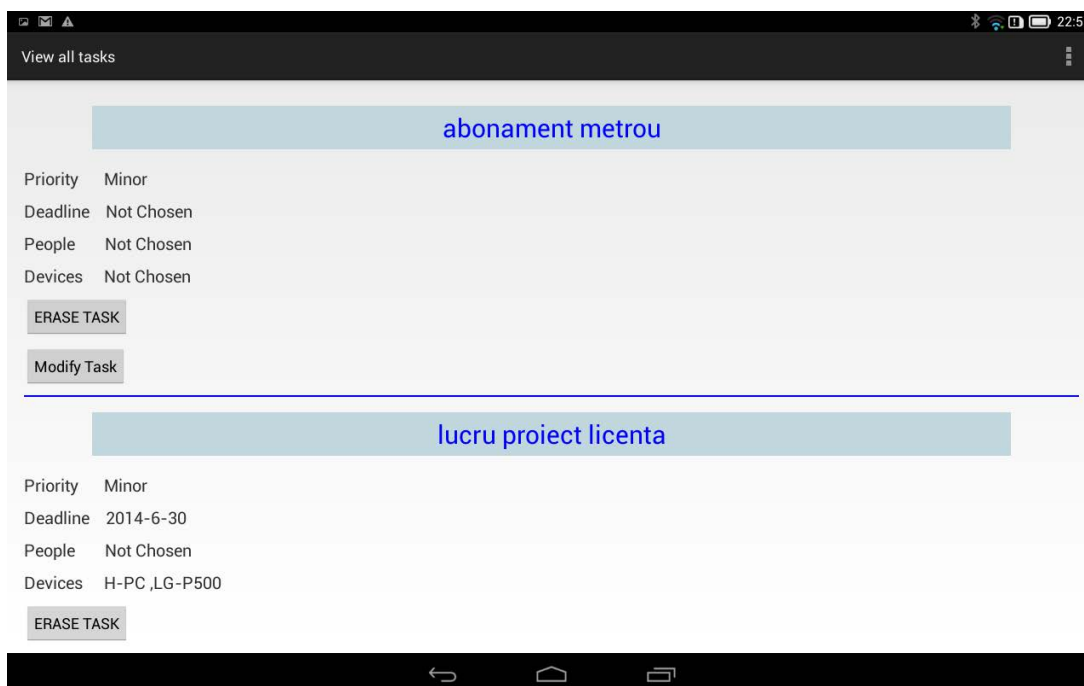 22:5
View all tasks
abonament metrou
Priority Minor
Deadline Not Chosen
People Not Chosen
Devices Not Chosen
ERASE TASK
Modify Task
lucru proiect licenta
Priority Minor
Deadline 2014-6-30
People Not Chosen
Devices H-PC ,LG-P500
ERASE TASK